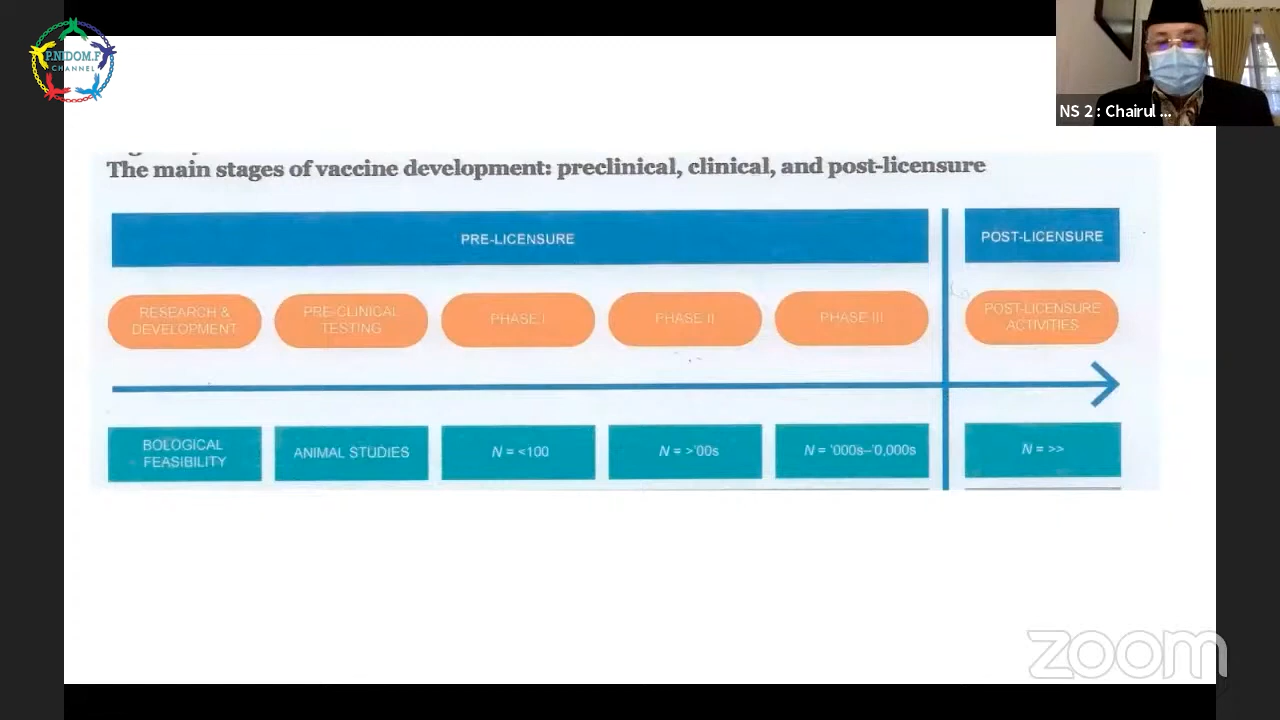 P.NIDOM.F
CHANNEL
NS 2 : Chairul ...
The main stages of vaccine development: preclinical, clinical, and post-licensure
PRE-LICENSURE
POST-LICENSURE
RESEARCH &
DEVELOPMENT
PRE-CLINICAL
TESTING
PHASE I
PHASE II
PHASE III
POST-LICENSURE
ACTIVITIES
BOLOGICAL
FEASIBILITY
ANIMAL STUDIES
N = <100
N = >'00s
N = '000s–'0,000s
N = >>
zoom